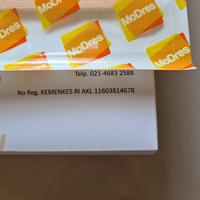 MoDres
MoDres
MoDres
MoDres
Telp. 021-4683 2588
No Reg. KEMENKES RI AKL 11603814678